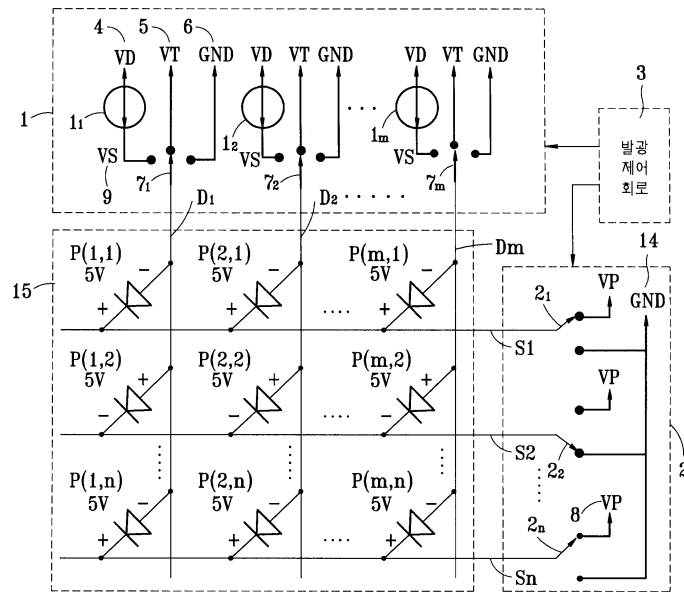 4 5 6
VD VT GND VD VT GND VD VT GND
3
1 1₁ 1₂ 1m
발광
제어
회로
VS VS VS
9 7₁ 7₂ 7m
D₁ D₂ Dm
14
P(1,1) P(2,1) P(m,1)
5V 5V 5V
15
VP
GND
2₁
− − −
+ + +
S1
P(1,2) P(2,2) P(m,2)
5V 5V 5V
VP
+ + +
− − −
S2
2₂
2
P(1,n) P(2,n) P(m,n)
5V 5V 5V
8 VP
− − −
2n
+ + +
Sn